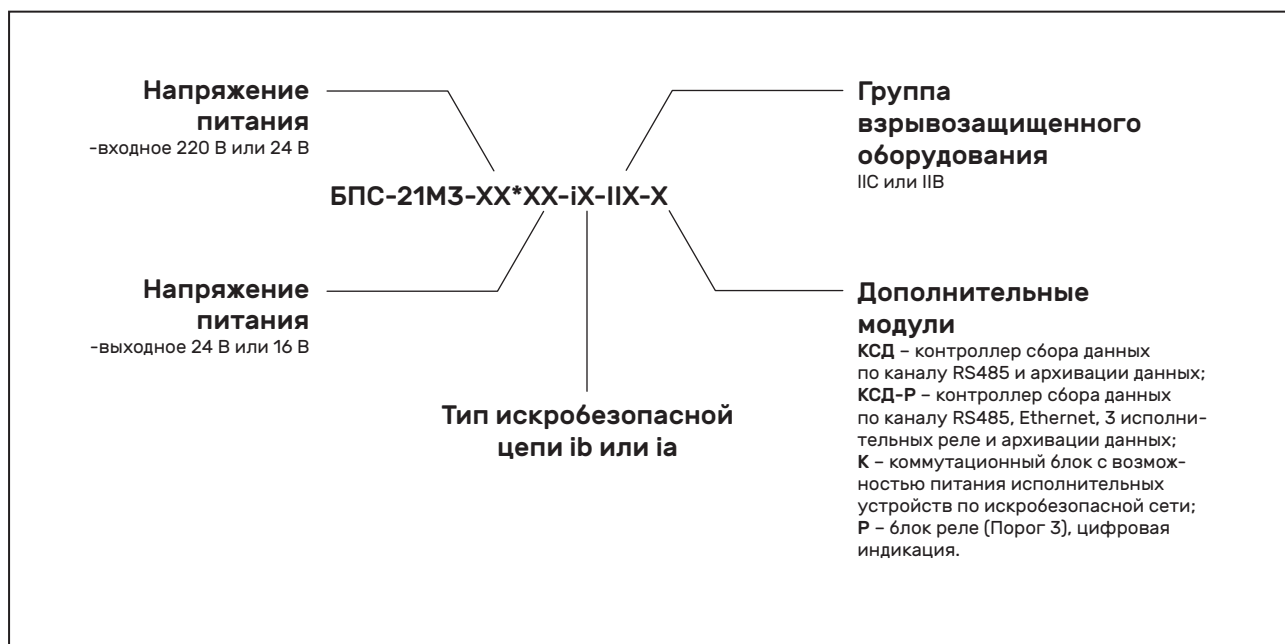 Напряжение
питания
-входное 220 В или 24 В
Группа
взрывозащищенного
оборудования
IIC или IIB
БПС-21М3-ХХ*ХХ-iX-IIX-X
Напряжение
питания
-выходное 24 В или 16 В
Тип искробезопасной
цепи ib или ia
Дополнительные
модули
КСД – контроллер сбора данных
по каналу RS485 и архивации данных;
КСД-Р – контроллер сбора данных
по каналу RS485, Ethernet, 3 исполни-
тельных реле и архивации данных;
К – коммутационный блок с возмож-
ностью питания исполнительных
устройств по искробезопасной сети;
Р – блок реле (Порог 3), цифровая
индикация.